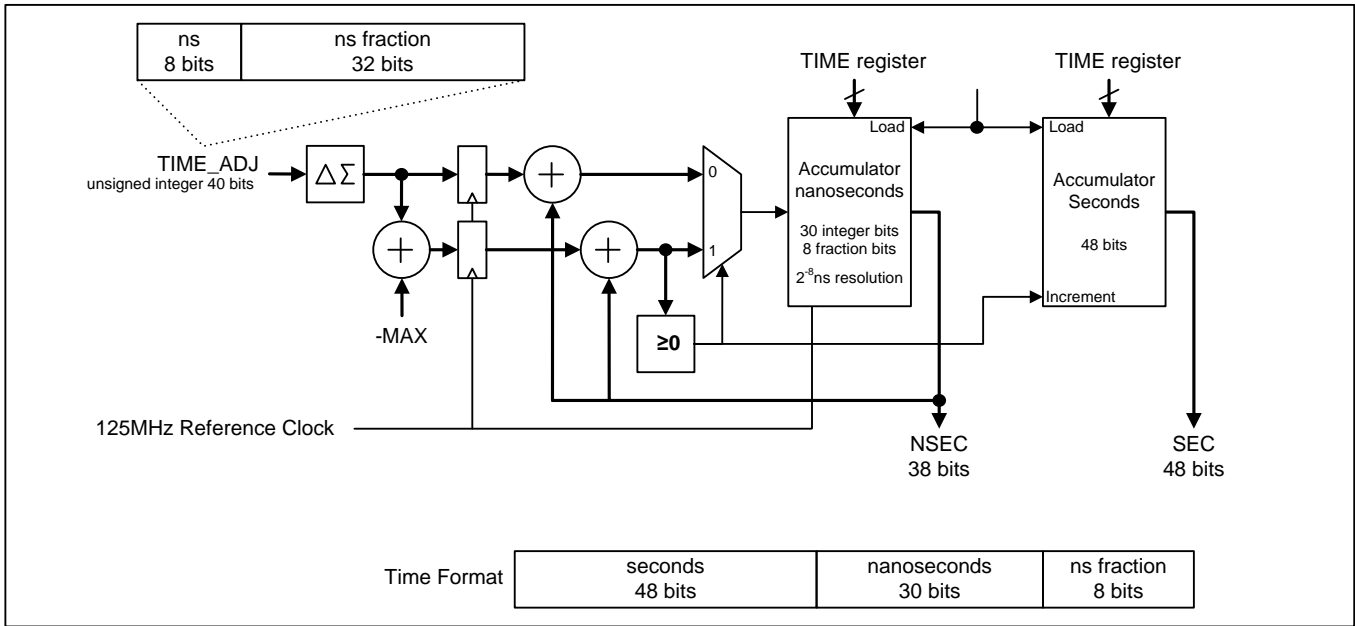 ns
8 bits
ns fraction
32 bits
TIME register
TIME register
TIME_ADJ
unsigned integer 40 bits
ΔΣ
+
0
1
Load
Accumulator
nanoseconds
30 integer bits
8 fraction bits
2-8ns resolution
Load
Accumulator
Seconds
48 bits
Increment
+
+
-MAX
≥0
125MHz Reference Clock
NSEC
38 bits
SEC
48 bits
Time Format
seconds
48 bits
nanoseconds
30 bits
ns fraction
8 bits